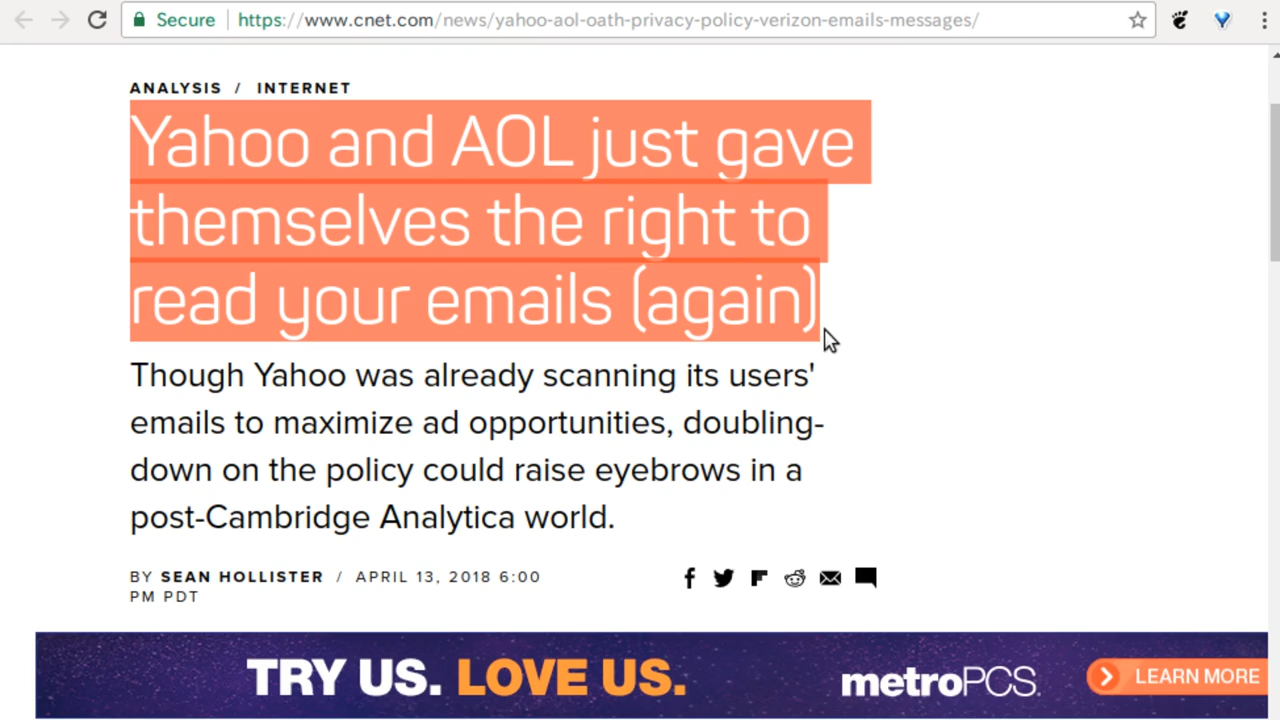 Secure https://www.cnet.com/news/yahoo-aol-oath-privacy-policy-verizon-emails-messages/
ANALYSIS / INTERNET
Yahoo and AOL just gave
themselves the right to
read your emails (again)
Though Yahoo was already scanning its users'
emails to maximize ad opportunities, doubling-
down on the policy could raise eyebrows in a
post-Cambridge Analytica world.
BY SEAN HOLLISTER / APRIL 13, 2018 6:00
PM PDT
TRY US. LOVE US. metroPCS. LEARN MORE